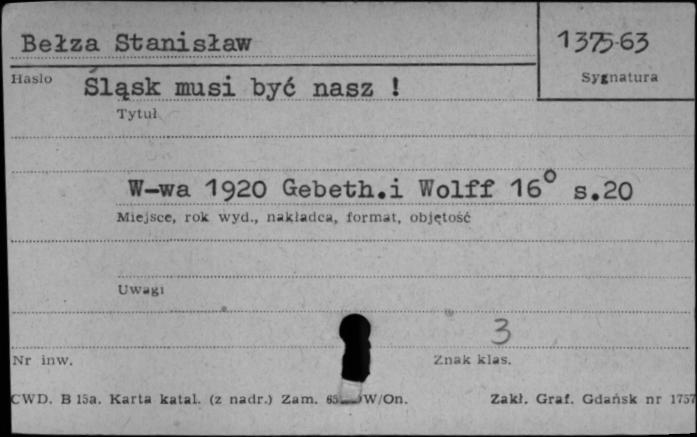 Bełza Stanisław
1375-63
Hasło
Sygnatura
Śląsk musi być nasz !
Tytuł
W-wa 1920 Gebeth.i Wolff 16° s.20
Miejsce, rok wyd., nakładca, format, objętość
Uwagi
3
Nr inw.
Znak klas.
CWD. B 15a. Karta katal. (z nadr.) Zam. W/On.
Zakł. Graf. Gdańsk nr 1757